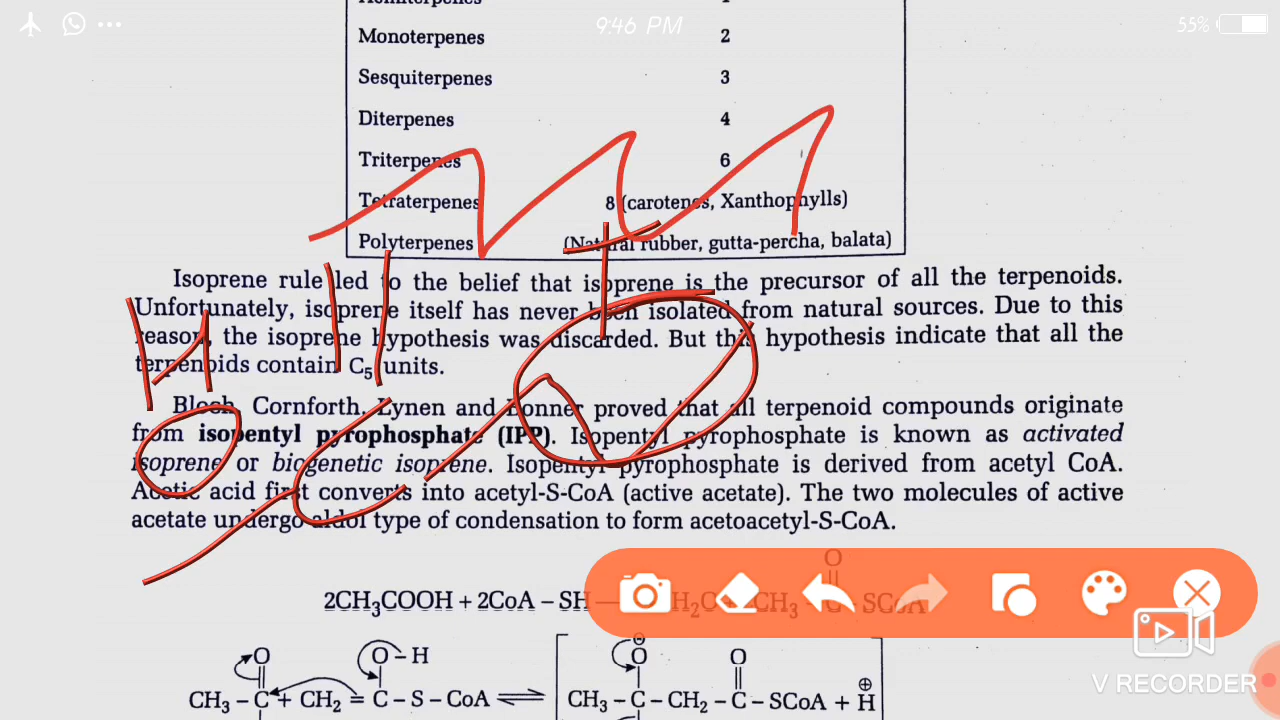 9:46 PM 55%
Monoterpenes 2
Sesquiterpenes 3
Diterpenes 4
Triterpenes 6
Tetraterpenes 8 (carotenes, Xanthophylls)
Polyterpenes (Natural rubber, gutta-percha, balata)
Isoprene rule led to the belief that isoprene is the precursor of all the terpenoids.
Unfortunately, isoprene itself has never been isolated from natural sources. Due to this
reason, the isoprene hypothesis was discarded. But this hypothesis indicate that all the
terpenoids contain C₅ units.
Bloch, Cornforth, Lynen and Bonner proved that all terpenoid compounds originate
from isopentyl pyrophosphate (IPP). Isopentyl pyrophosphate is known as activated
isoprene or biogenetic isoprene. Isopentyl pyrophosphate is derived from acetyl CoA.
Acetic acid first converts into acetyl-S-CoA (active acetate). The two molecules of active
acetate undergo aldol type of condensation to form acetoacetyl-S-CoA.
O
2CH₃COOH + 2CoA – SH CH₃ – C – SCoA
O O – H O O
CH₃ – C + CH₂ = C – S – CoA ⇌ CH₃ – C – CH₂ – C – SCoA + H
V RECORDER